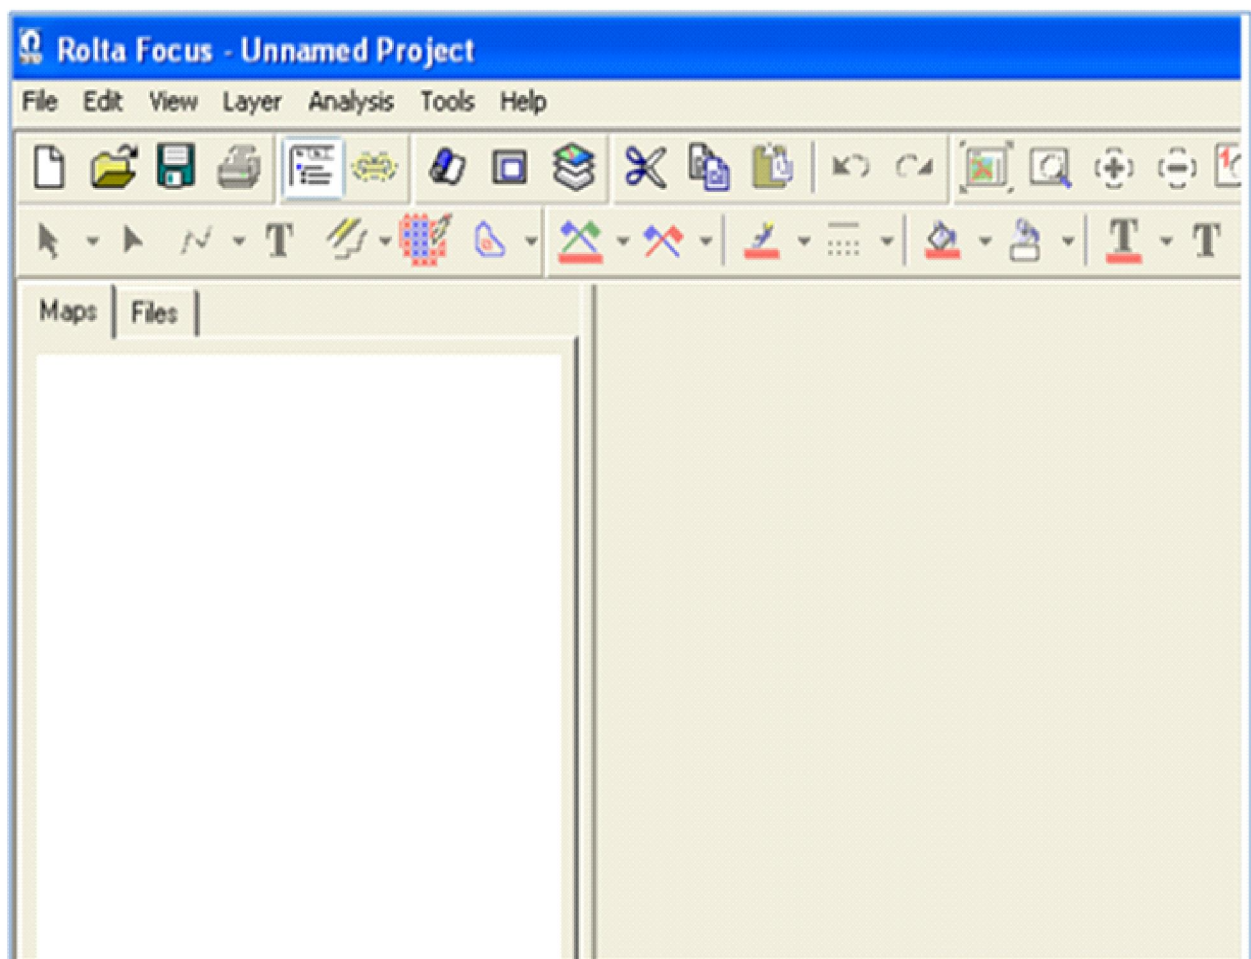 Rolta Focus - Unnamed Project
File Edit View Layer Analysis Tools Help
T T T
Maps Files